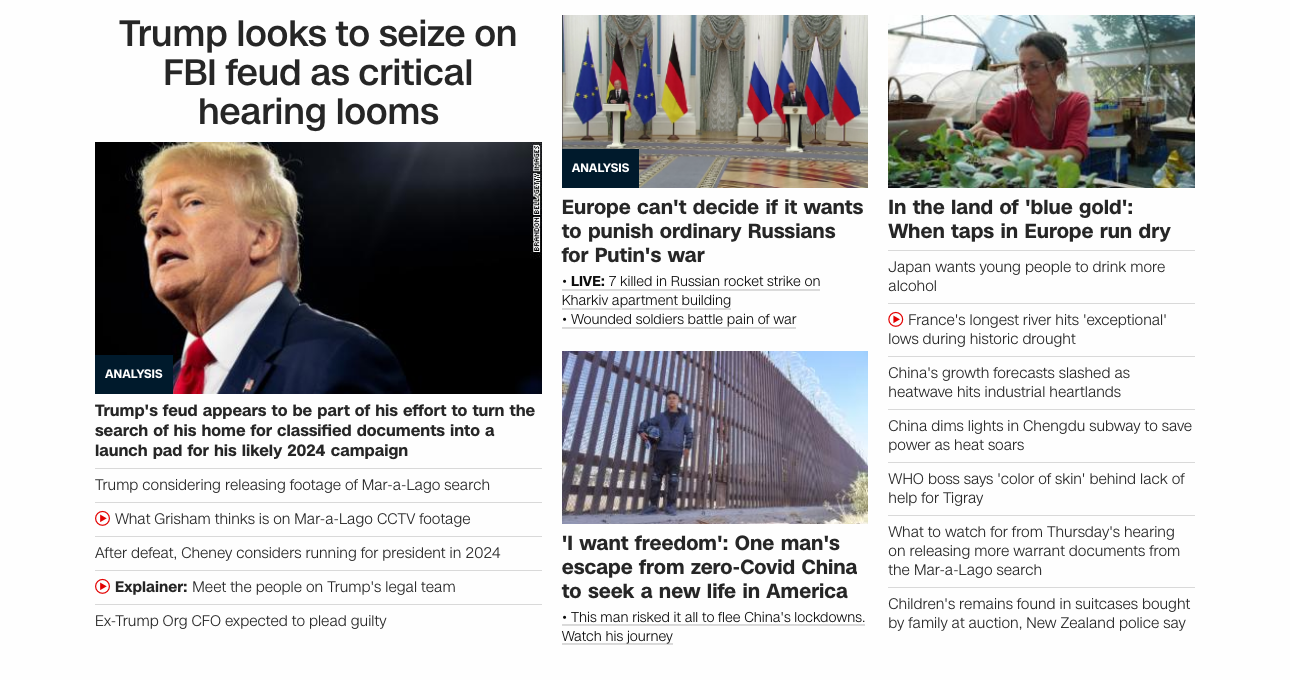 Trump looks to seize on
FBI feud as critical
hearing looms
BRANDON BELL/GETTY IMAGES
ANALYSIS
Trump's feud appears to be part of his effort to turn the
search of his home for classified documents into a
launch pad for his likely 2024 campaign
Trump considering releasing footage of Mar-a-Lago search
What Grisham thinks is on Mar-a-Lago CCTV footage
After defeat, Cheney considers running for president in 2024
Explainer: Meet the people on Trump's legal team
Ex-Trump Org CFO expected to plead guilty
ANALYSIS
Europe can't decide if it wants
to punish ordinary Russians
for Putin's war
• LIVE: 7 killed in Russian rocket strike on
Kharkiv apartment building
• Wounded soldiers battle pain of war
'I want freedom': One man's
escape from zero-Covid China
to seek a new life in America
• This man risked it all to flee China's lockdowns.
Watch his journey
In the land of 'blue gold':
When taps in Europe run dry
Japan wants young people to drink more
alcohol
France's longest river hits 'exceptional'
lows during historic drought
China's growth forecasts slashed as
heatwave hits industrial heartlands
China dims lights in Chengdu subway to save
power as heat soars
WHO boss says 'color of skin' behind lack of
help for Tigray
What to watch for from Thursday's hearing
on releasing more warrant documents from
the Mar-a-Lago search
Children's remains found in suitcases bought
by family at auction, New Zealand police say